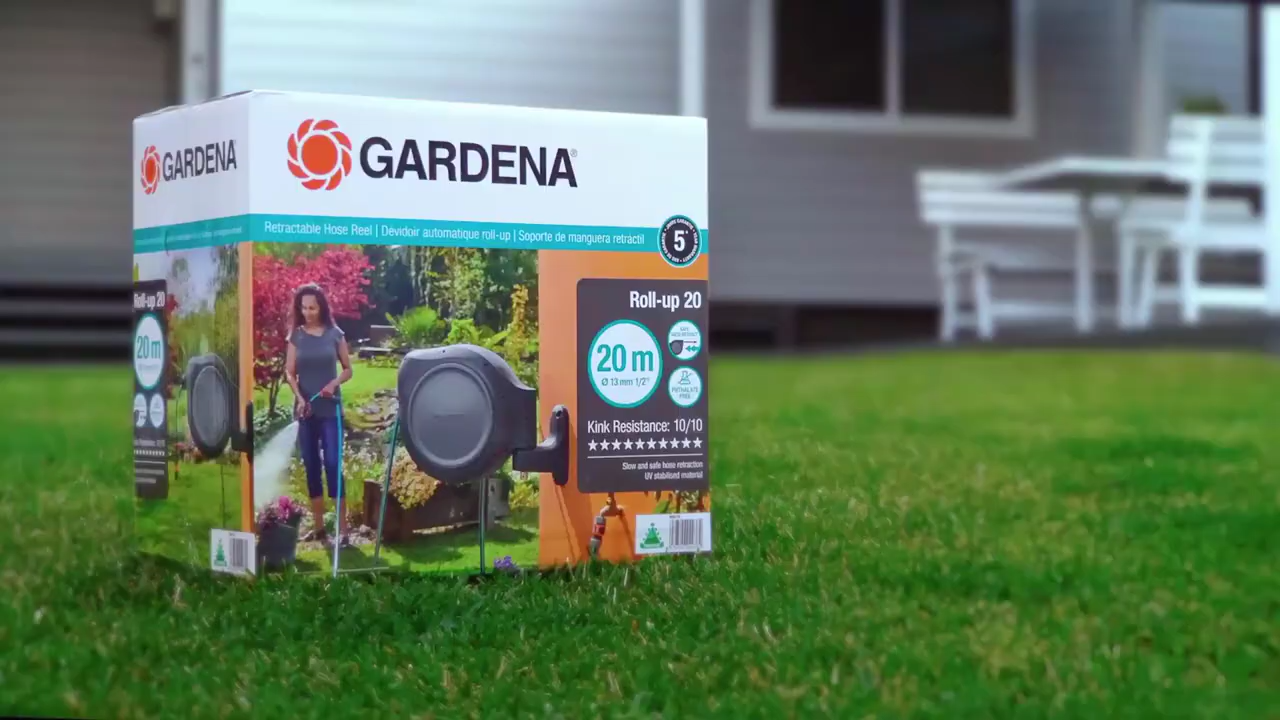 GARDENA
GARDENA®
Retractable Hose Reel | Devidoir automatique roll-up | Soporte de manguera retráctil
5
Roll-up 20
20 m
Roll-up 20
20 m
Ø 13 mm 1/2"
PHTHALATE
FREE
Kink Resistance: 10/10
Slow and safe hose retraction
UV stabilised material